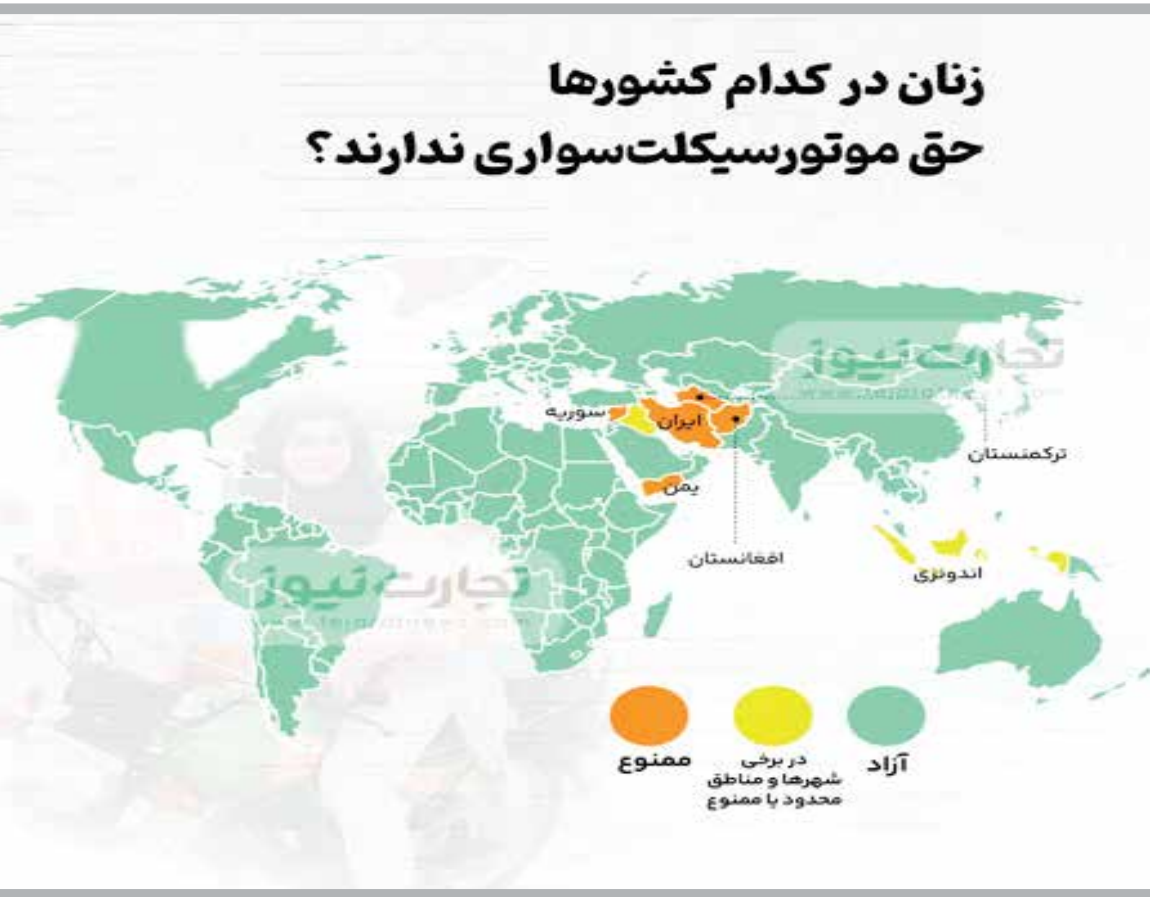 زنان در کدام کشورها
حق موتورسیکلت‌سواری ندارند؟
تجارت‌نیوز
سوریه
ایران
ترکمنستان
یمن
افغانستان
اندونزی
تجارت‌نیوز
آزاد
در برخی
شهرها و مناطق
محدود یا ممنوع
ممنوع